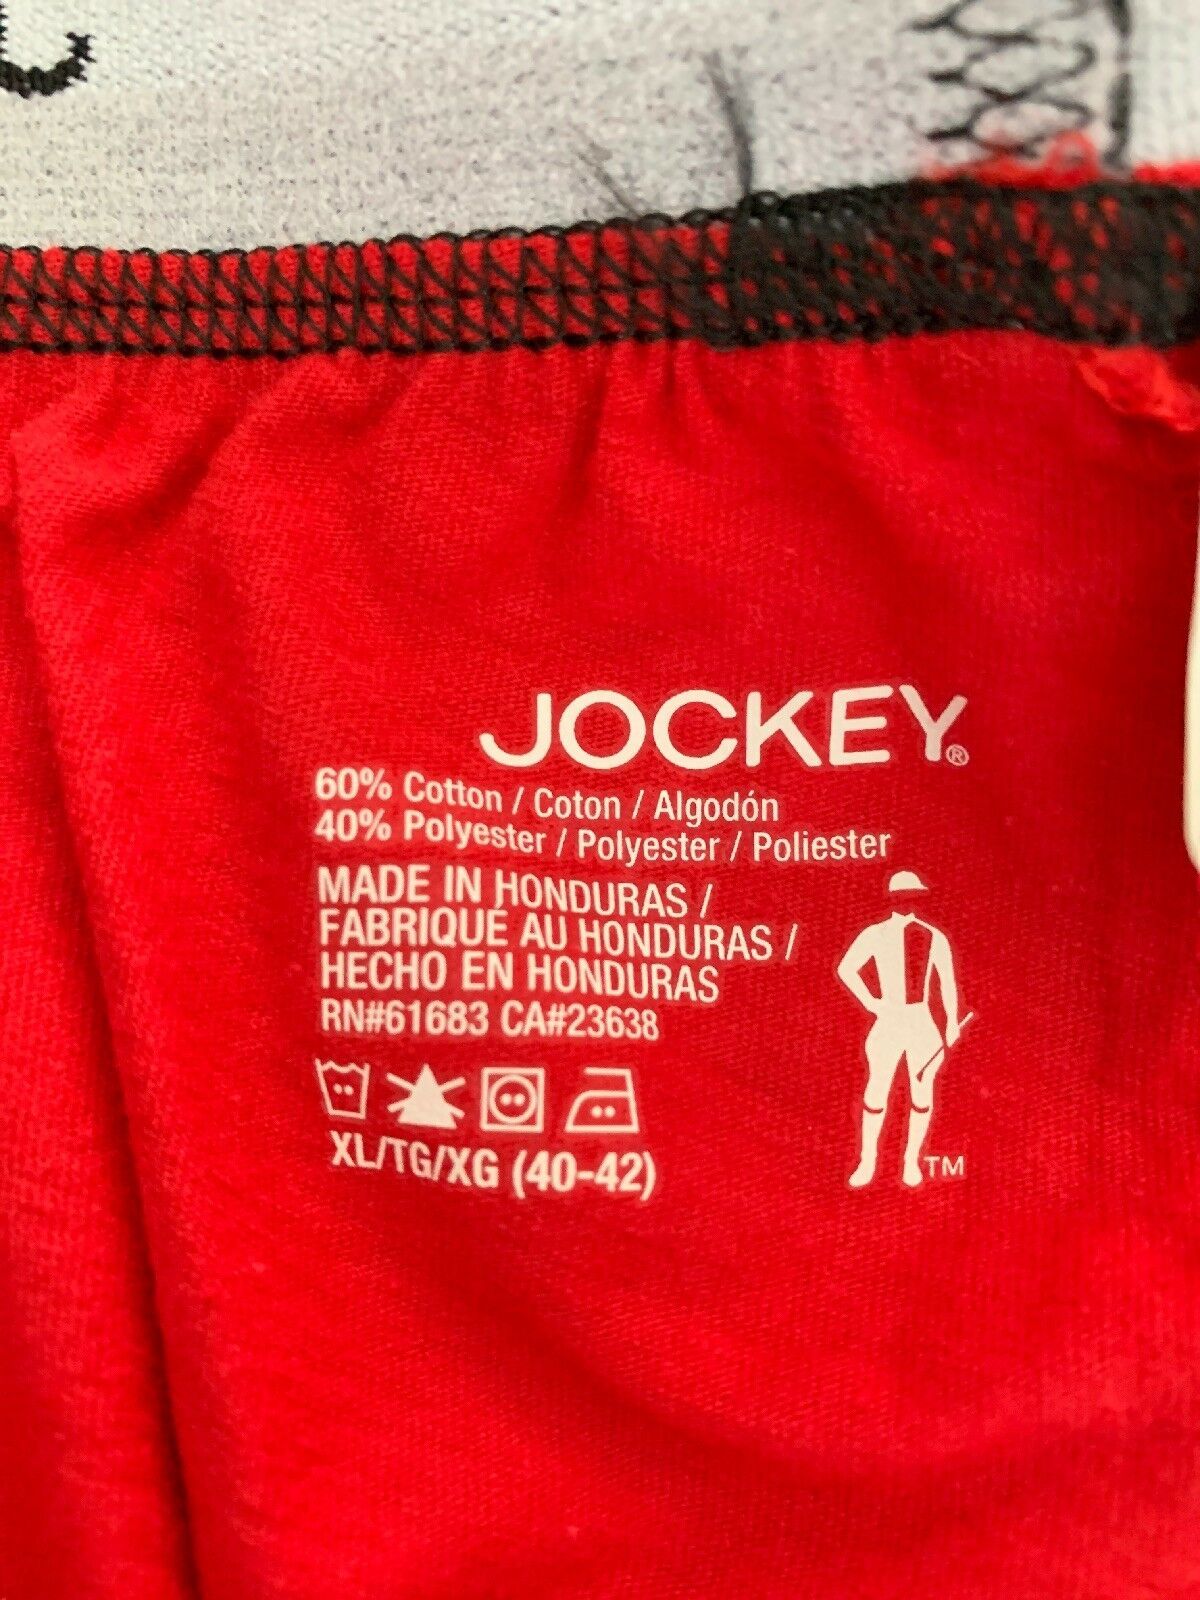 JOCKEY®
60% Cotton / Coton / Algodón
40% Polyester / Polyester / Poliester
MADE IN HONDURAS /
FABRIQUE AU HONDURAS /
HECHO EN HONDURAS
RN#61683 CA#23638
XL/TG/XG (40-42)
TM